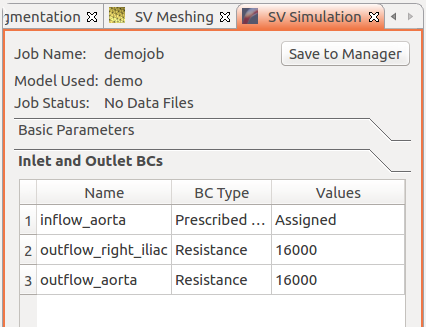 gmentation SV Meshing SV Simulation
Job Name: demojob Save to Manager
Model Used: demo
Job Status: No Data Files
Basic Parameters
Inlet and Outlet BCs
Name BC Type Values
1 inflow_aorta Prescribed ... Assigned
2 outflow_right_iliac Resistance 16000
3 outflow_aorta Resistance 16000